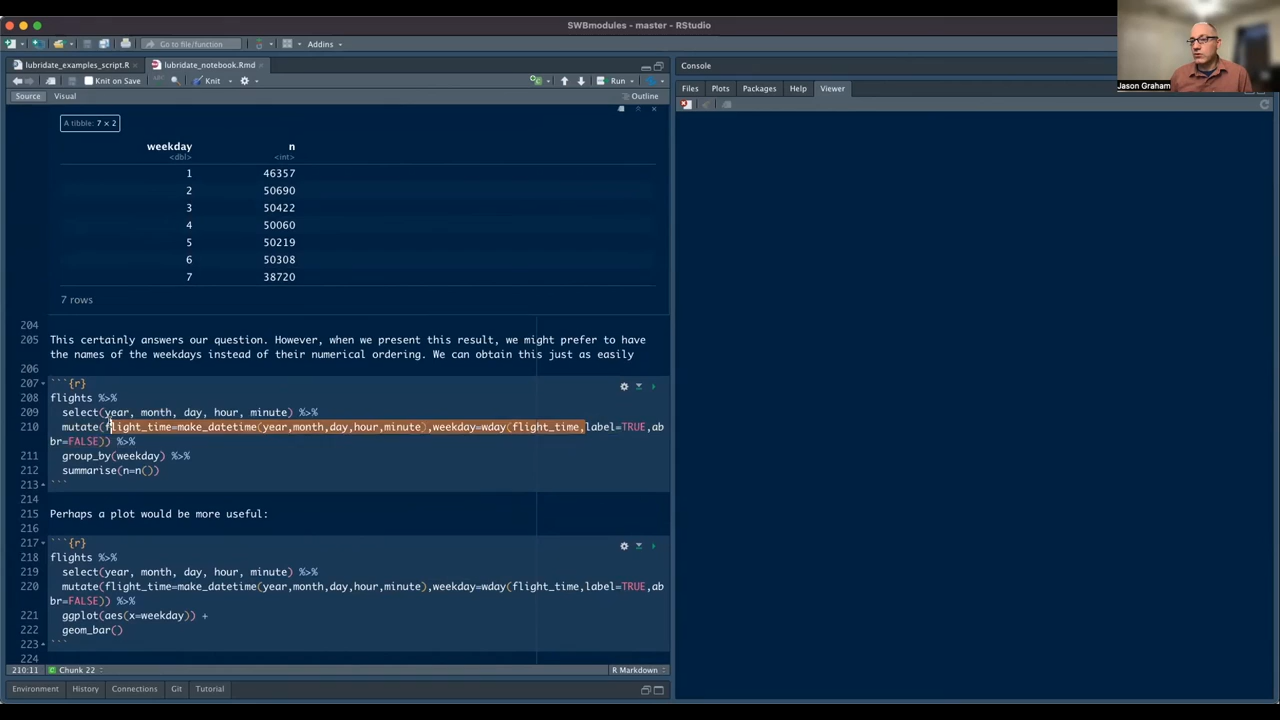 SWBmodules - master - RStudio
Go to file/function
Addins
lubridate_examples_script.R
lubridate_notebook.Rmd
Console
Knit on Save
Knit
Run
Files
Plots
Packages
Help
Viewer
Jason Graham
Source
Visual
Outline
A tibble: 7 × 2
weekday n
<dbl> <int>
1 46357
2 50690
3 50422
4 50060
5 50219
6 50308
7 38720
7 rows
204
205 This certainly answers our question. However, when we present this result, we might prefer to have
the names of the weekdays instead of their numerical ordering. We can obtain this just as easily
206
207 ```{r}
208 flights %>%
209 select(year, month, day, hour, minute) %>%
210 mutate(flight_time=make_datetime(year,month,day,hour,minute),weekday=wday(flight_time,label=TRUE,ab
br=FALSE)) %>%
211 group_by(weekday) %>%
212 summarise(n=n())
213 ```
214
215 Perhaps a plot would be more useful:
216
217 ```{r}
218 flights %>%
219 select(year, month, day, hour, minute) %>%
220 mutate(flight_time=make_datetime(year,month,day,hour,minute),weekday=wday(flight_time,label=TRUE,ab
br=FALSE)) %>%
221 ggplot(aes(x=weekday)) +
222 geom_bar()
223 ```
224
210:11
Chunk 22
R Markdown
Environment
History
Connections
Git
Tutorial